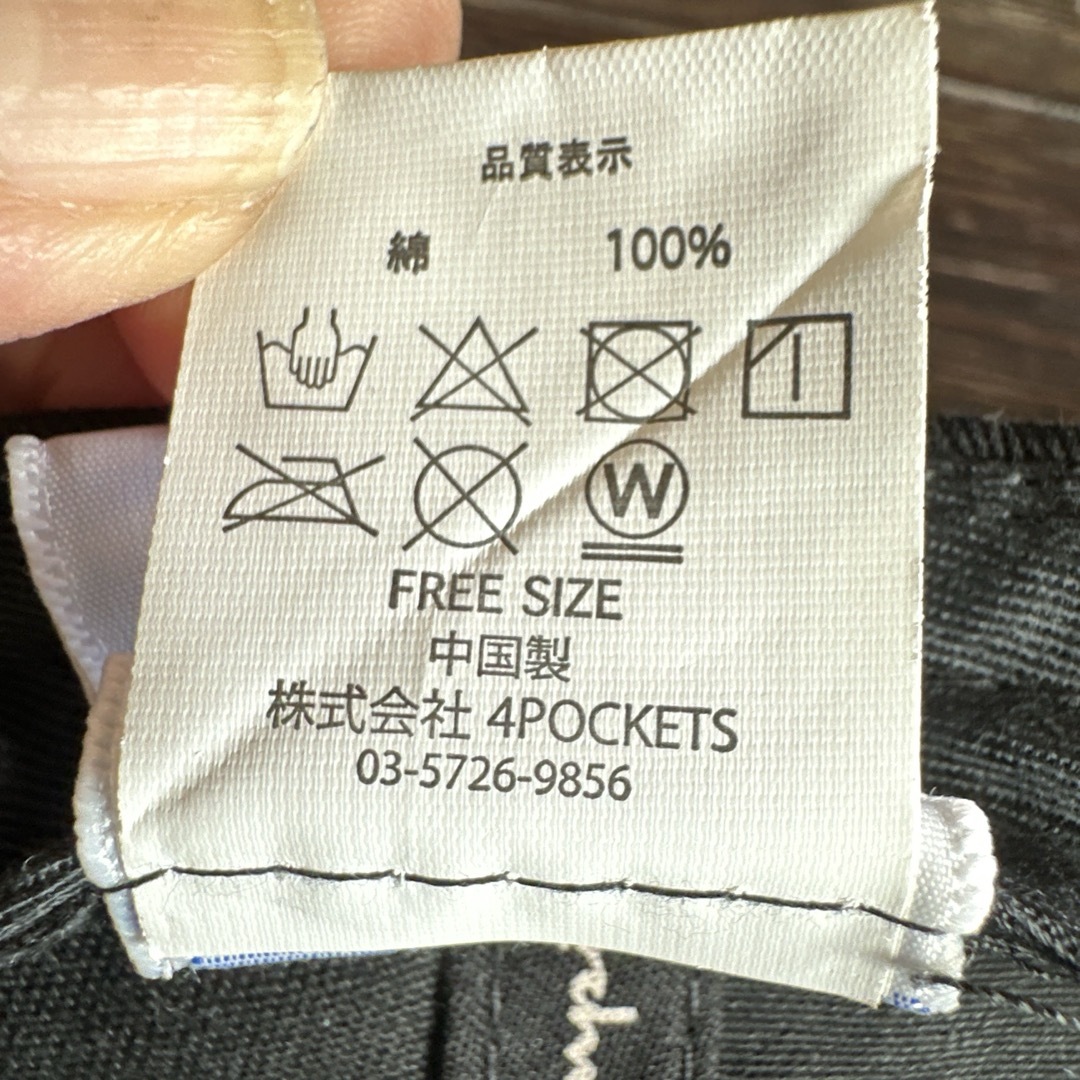 品質表示
綿 100%
W
FREE SIZE
中国製
株式会社 4POCKETS
03-5726-9856